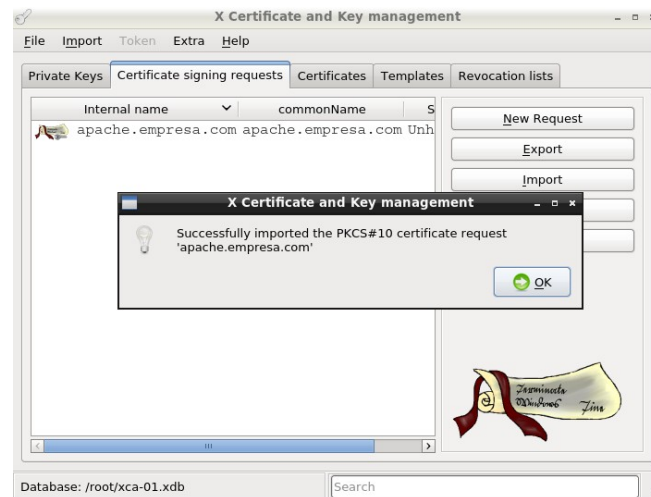 X Certificate and Key management
File Import Token Extra Help
Private Keys Certificate signing requests Certificates Templates Revocation lists
Internal name commonName S
apache.empresa.com apache.empresa.com Unh
New Request
Export
Import
X Certificate and Key management
Successfully imported the PKCS#10 certificate request
'apache.empresa.com'
OK
Database: /root/xca-01.xdb
Search